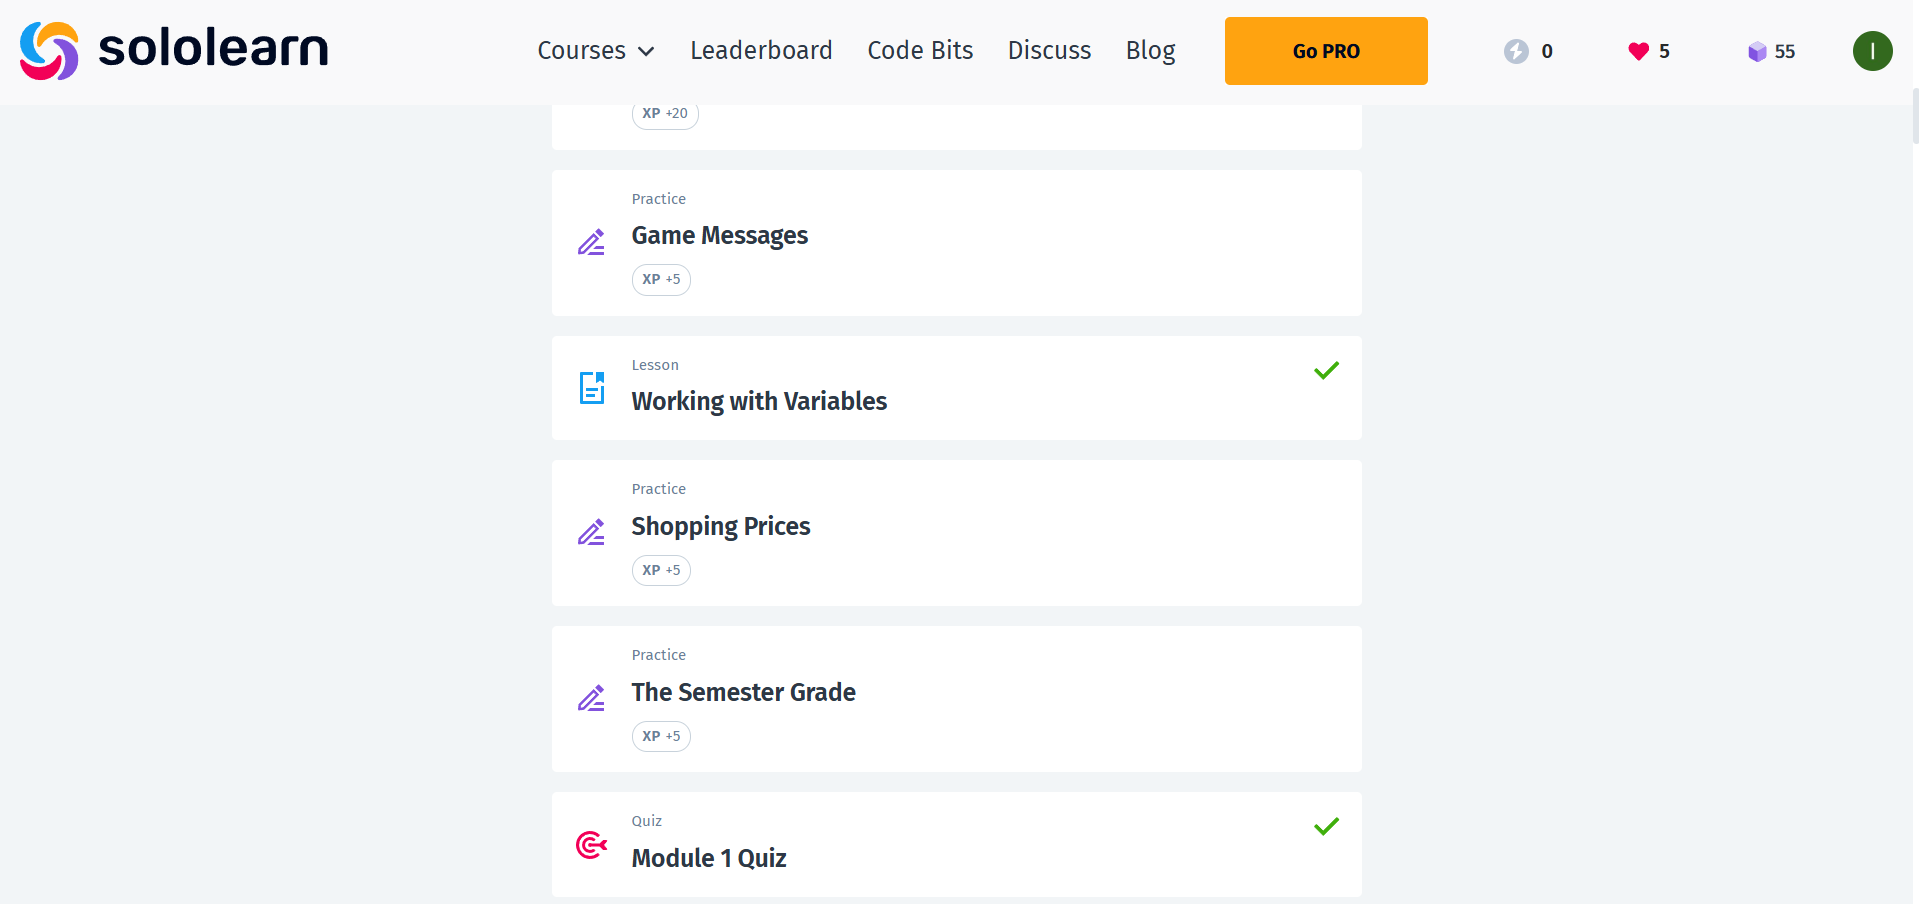 sololearn
Courses Leaderboard Code Bits Discuss Blog Go PRO 0 5 55 I
XP +20
Practice
Game Messages
XP +5
Lesson
Working with Variables
Practice
Shopping Prices
XP +5
Practice
The Semester Grade
XP +5
Quiz
Module 1 Quiz